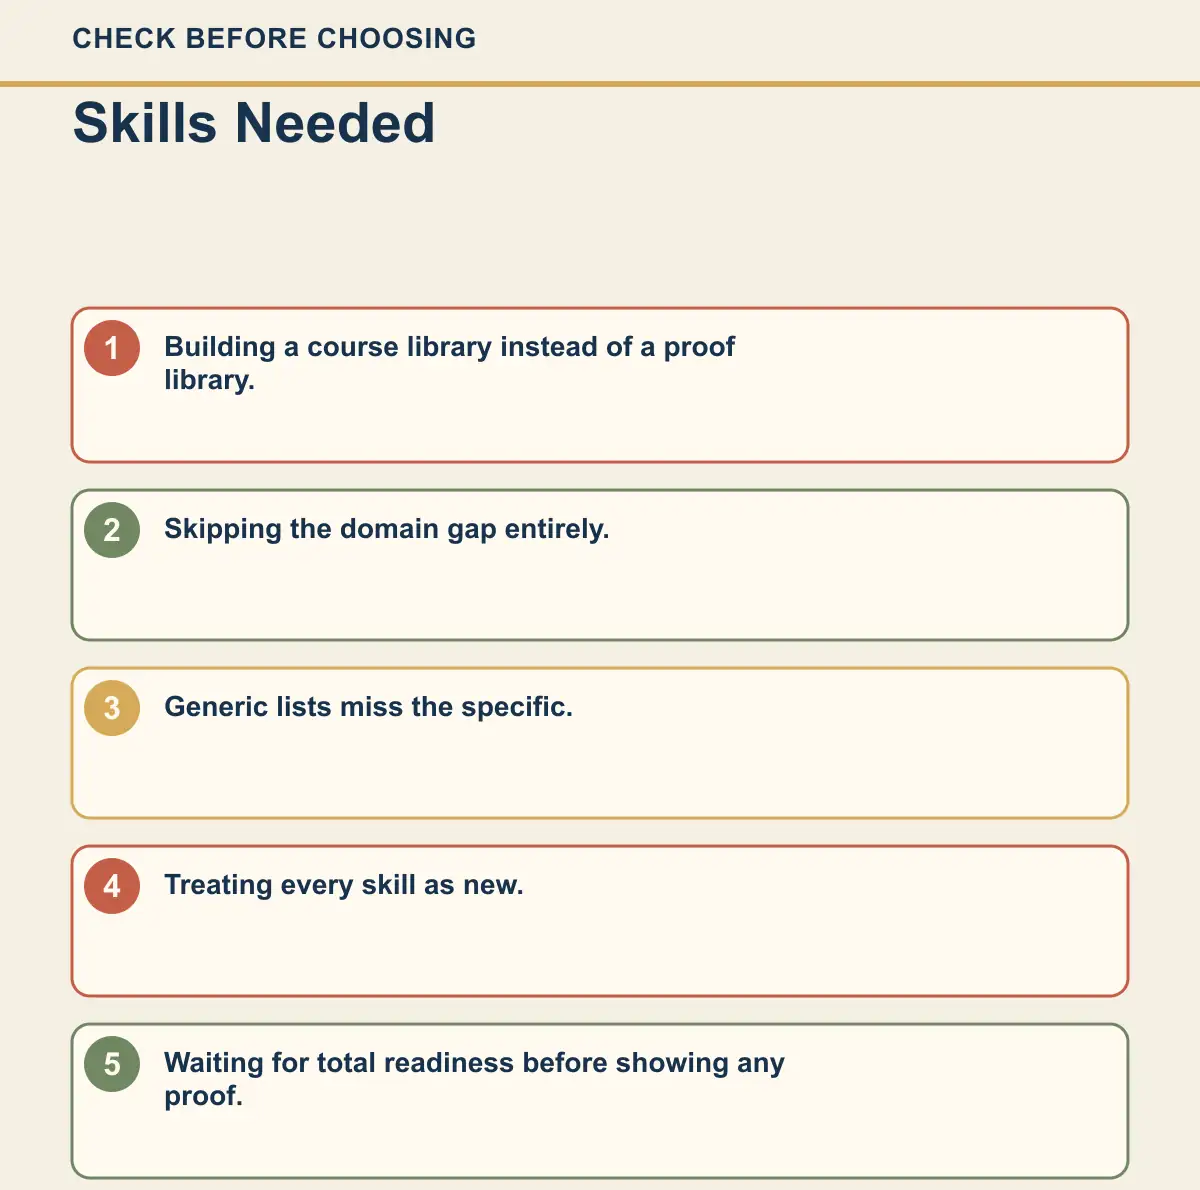 CHECK BEFORE CHOOSING
Skills Needed
1 Building a course library instead of a proof
library.
2 Skipping the domain gap entirely.
3 Generic lists miss the specific.
4 Treating every skill as new.
5 Waiting for total readiness before showing any
proof.